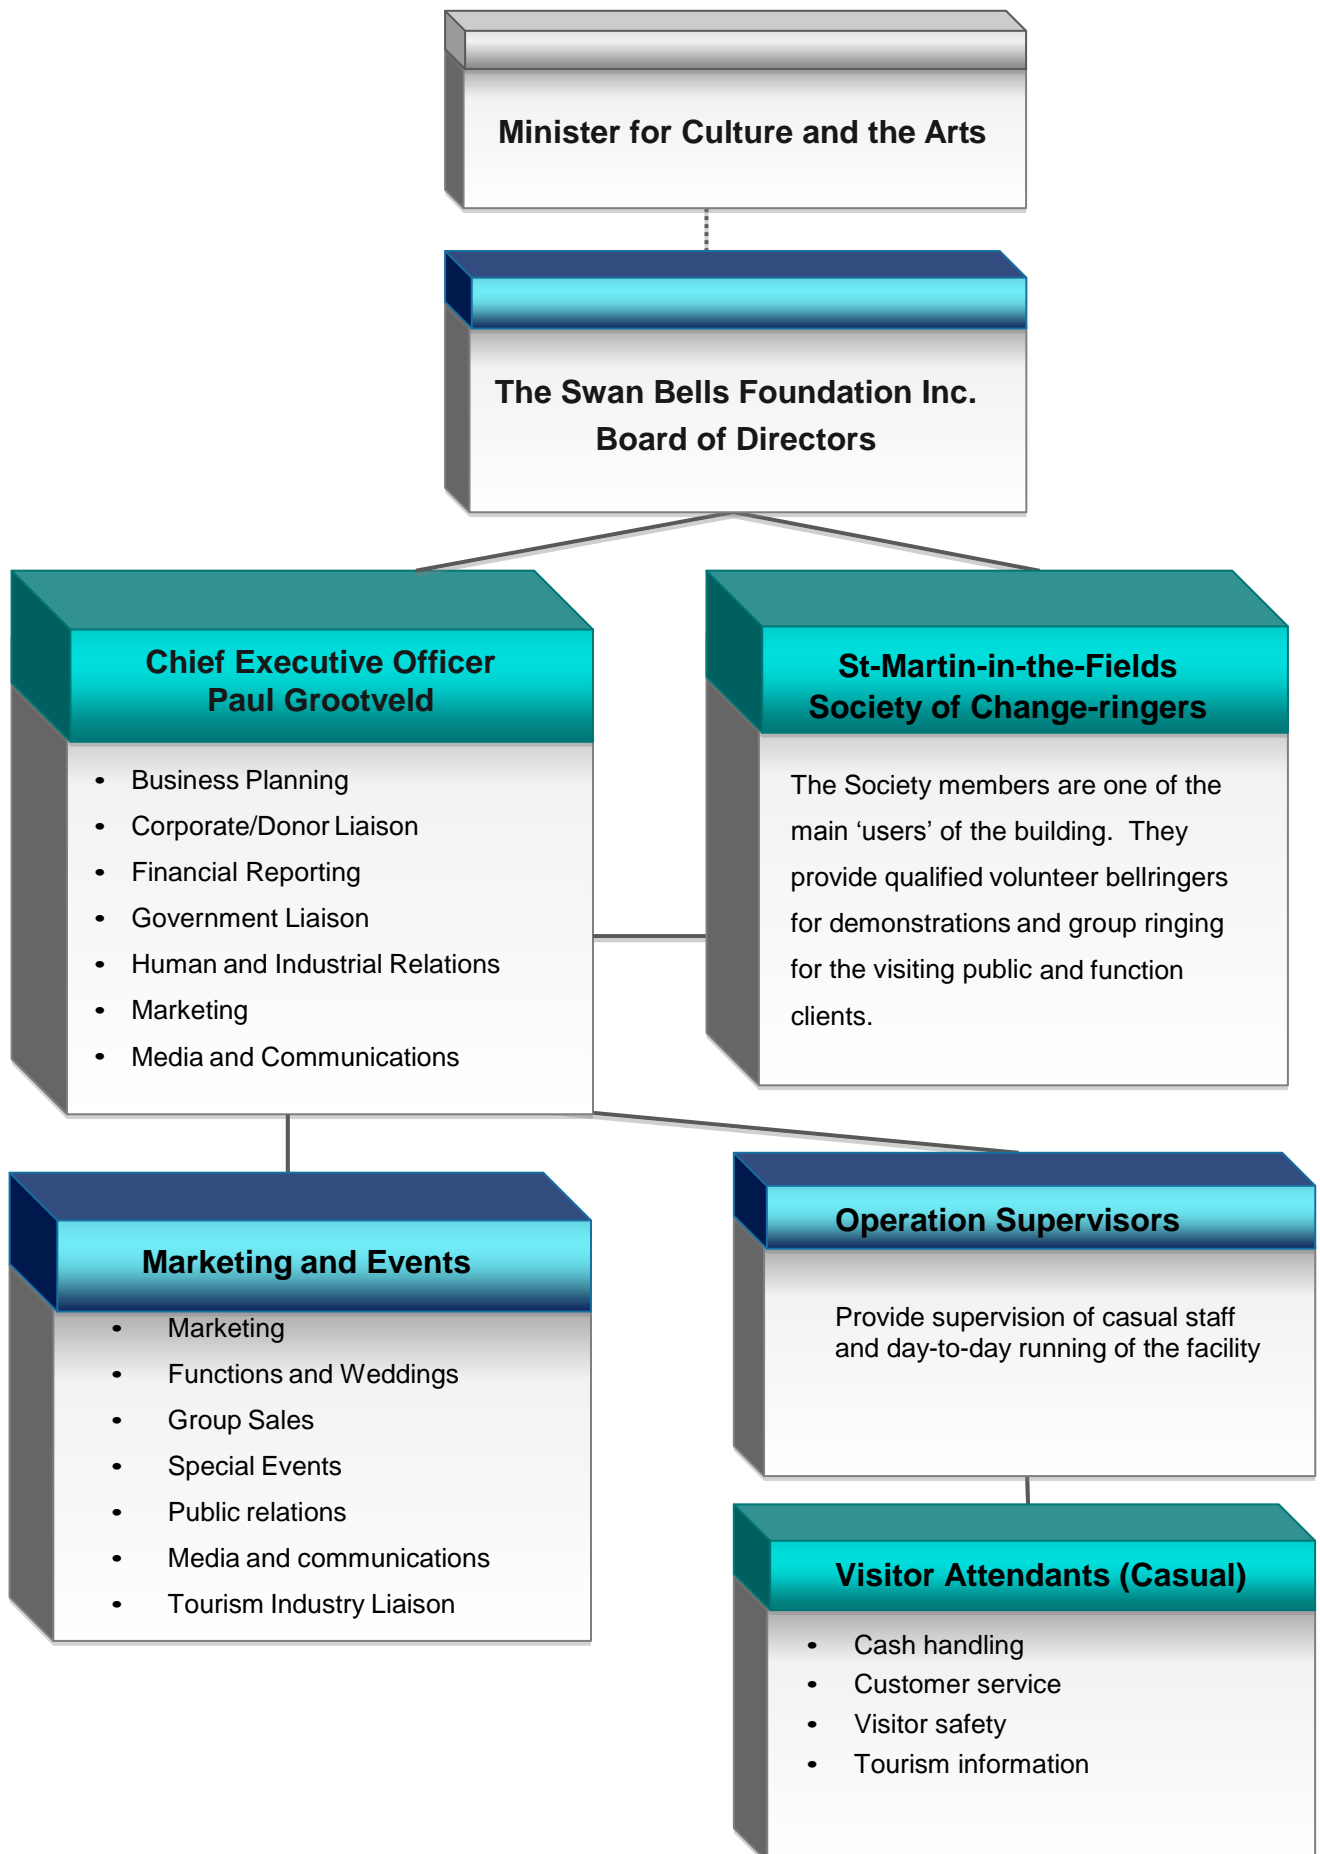 Minister for Culture and the Arts
The Swan Bells Foundation Inc.
Board of Directors
Chief Executive Officer
Paul Grootveld
• Business Planning
• Corporate/Donor Liaison
• Financial Reporting
• Government Liaison
• Human and Industrial Relations
• Marketing
• Media and Communications
St-Martin-in-the-Fields
Society of Change-ringers
The Society members are one of the
main ‘users’ of the building. They
provide qualified volunteer bellringers
for demonstrations and group ringing
for the visiting public and function
clients.
Marketing and Events
• Marketing
• Functions and Weddings
• Group Sales
• Special Events
• Public relations
• Media and communications
• Tourism Industry Liaison
Operation Supervisors
Provide supervision of casual staff
and day-to-day running of the facility
Visitor Attendants (Casual)
• Cash handling
• Customer service
• Visitor safety
• Tourism information